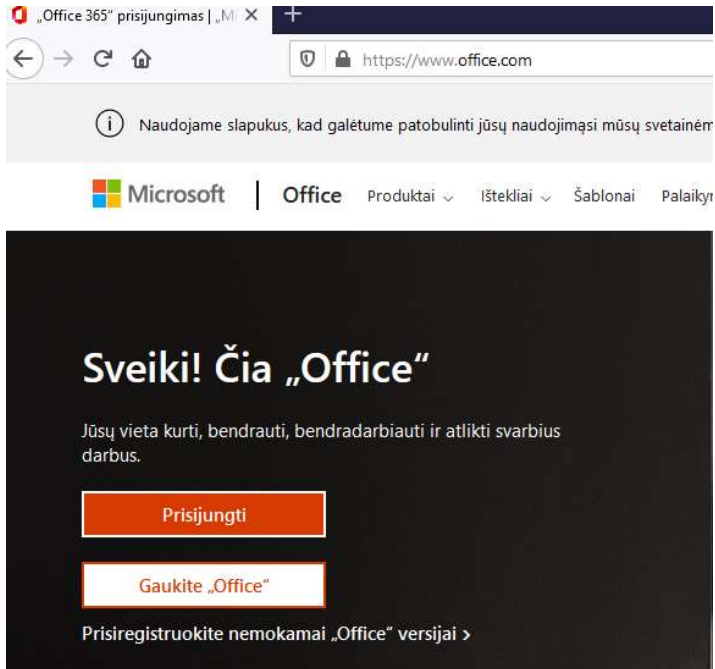 „Office 365“ prisijungimas | „Mi
https://www.office.com
Naudojame slapukus, kad galėtume patobulinti jūsų naudojimąsi mūsų
Microsoft | Office Produktai Ištekliai Šablonai
Sveiki! Čia „Office“
Jūsų vieta kurti, bendrauti, bendradarbiauti ir atlikti svarbius
darbus.
Prisijungti
Gaukite „Office“
Prisiregistruokite nemokamai „Office“ versijai >